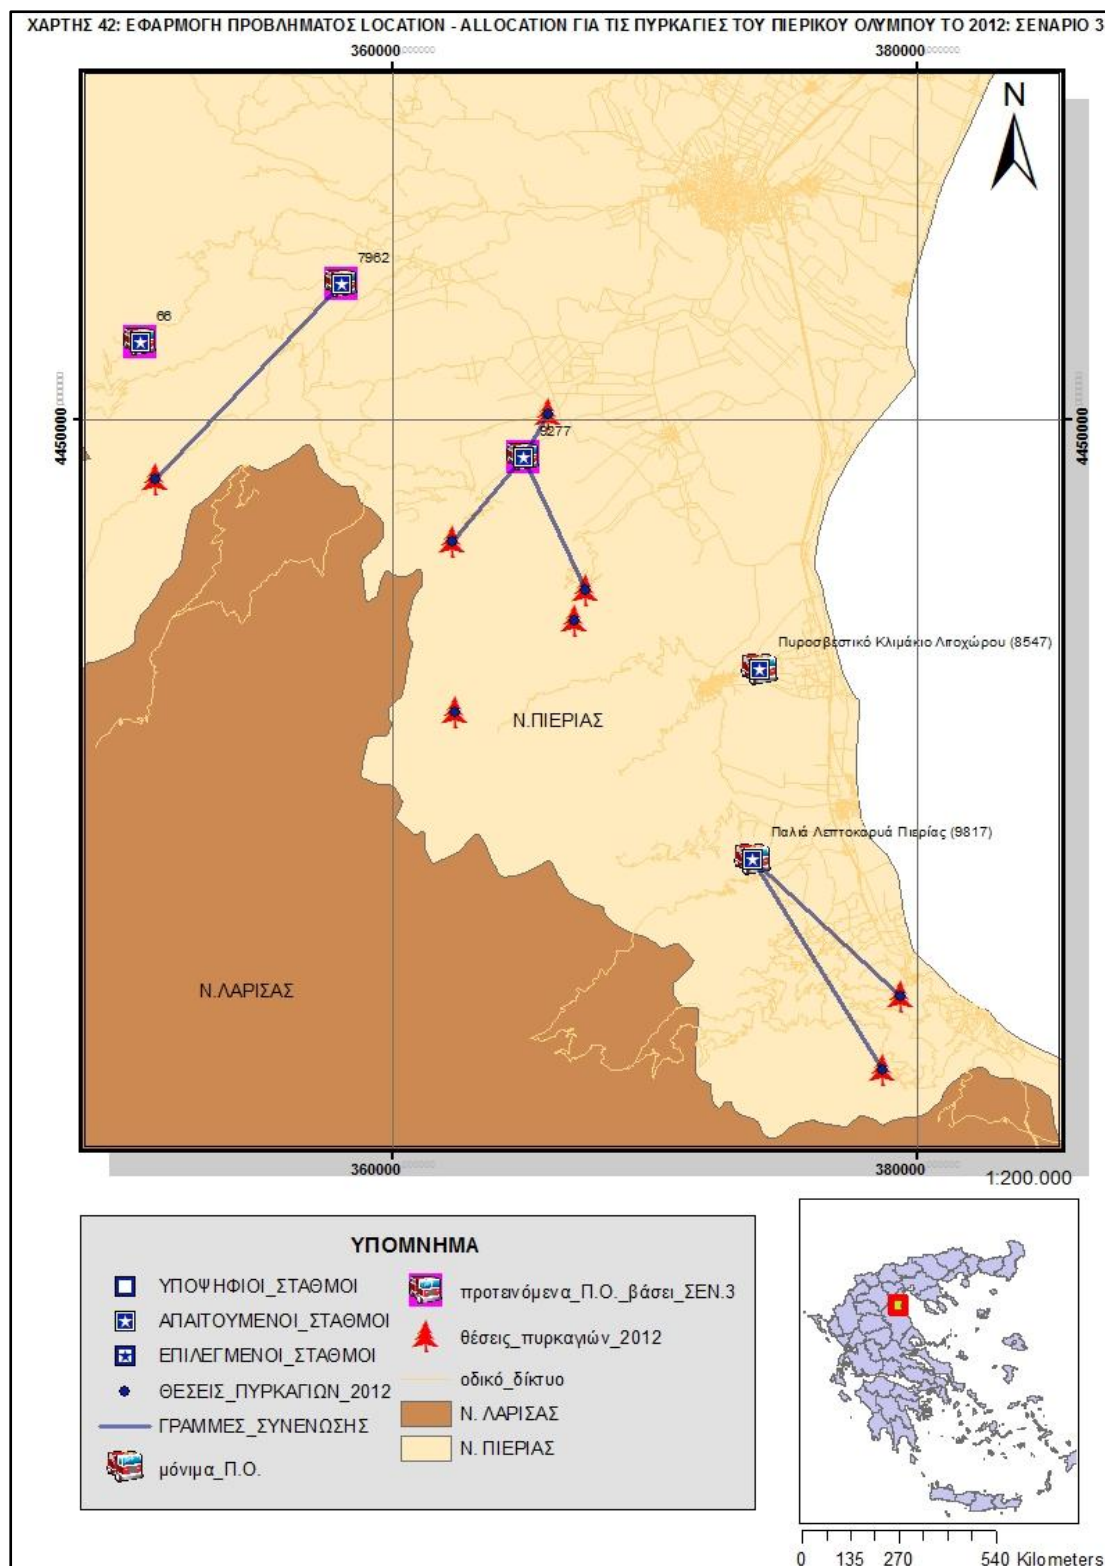 ΧΑΡΤΗΣ 42: ΕΦΑΡΜΟΓΗ ΠΡΟΒΛΗΜΑΤΟΣ LOCATION - ALLOCATION ΓΙΑ ΤΙΣ ΠΥΡΚΑΓΙΕΣ ΤΟΥ ΠΙΕΡΙΚΟΥ ΟΛΥΜΠΟΥ ΤΟ 2012: ΣΕΝΑΡΙΟ 3
360000 380000
N
7962
66
4450000 4450000
9277
Πυροσβεστικό Κλιμάκιο Λιτοχώρου (8547)
Ν.ΠΙΕΡΙΑΣ
Παλιά Λεπτοκαρυά Πιερίας (9817)
Ν.ΛΑΡΙΣΑΣ
360000 380000
1:200.000
ΥΠΟΜΝΗΜΑ
ΥΠΟΨΗΦΙΟΙ_ΣΤΑΘΜΟΙ
ΑΠΑΙΤΟΥΜΕΝΟΙ_ΣΤΑΘΜΟΙ
ΕΠΙΛΕΓΜΕΝΟΙ_ΣΤΑΘΜΟΙ
ΘΕΣΕΙΣ_ΠΥΡΚΑΓΙΩΝ_2012
ΓΡΑΜΜΕΣ_ΣΥΝΕΝΩΣΗΣ
μόνιμα_Π.Ο.
προτεινόμενα_Π.Ο._βάσει_ΣΕΝ.3
θέσεις_πυρκαγιών_2012
οδικό_δίκτυο
Ν. ΛΑΡΙΣΑΣ
Ν. ΠΙΕΡΙΑΣ
0 135 270 540 Kilometers